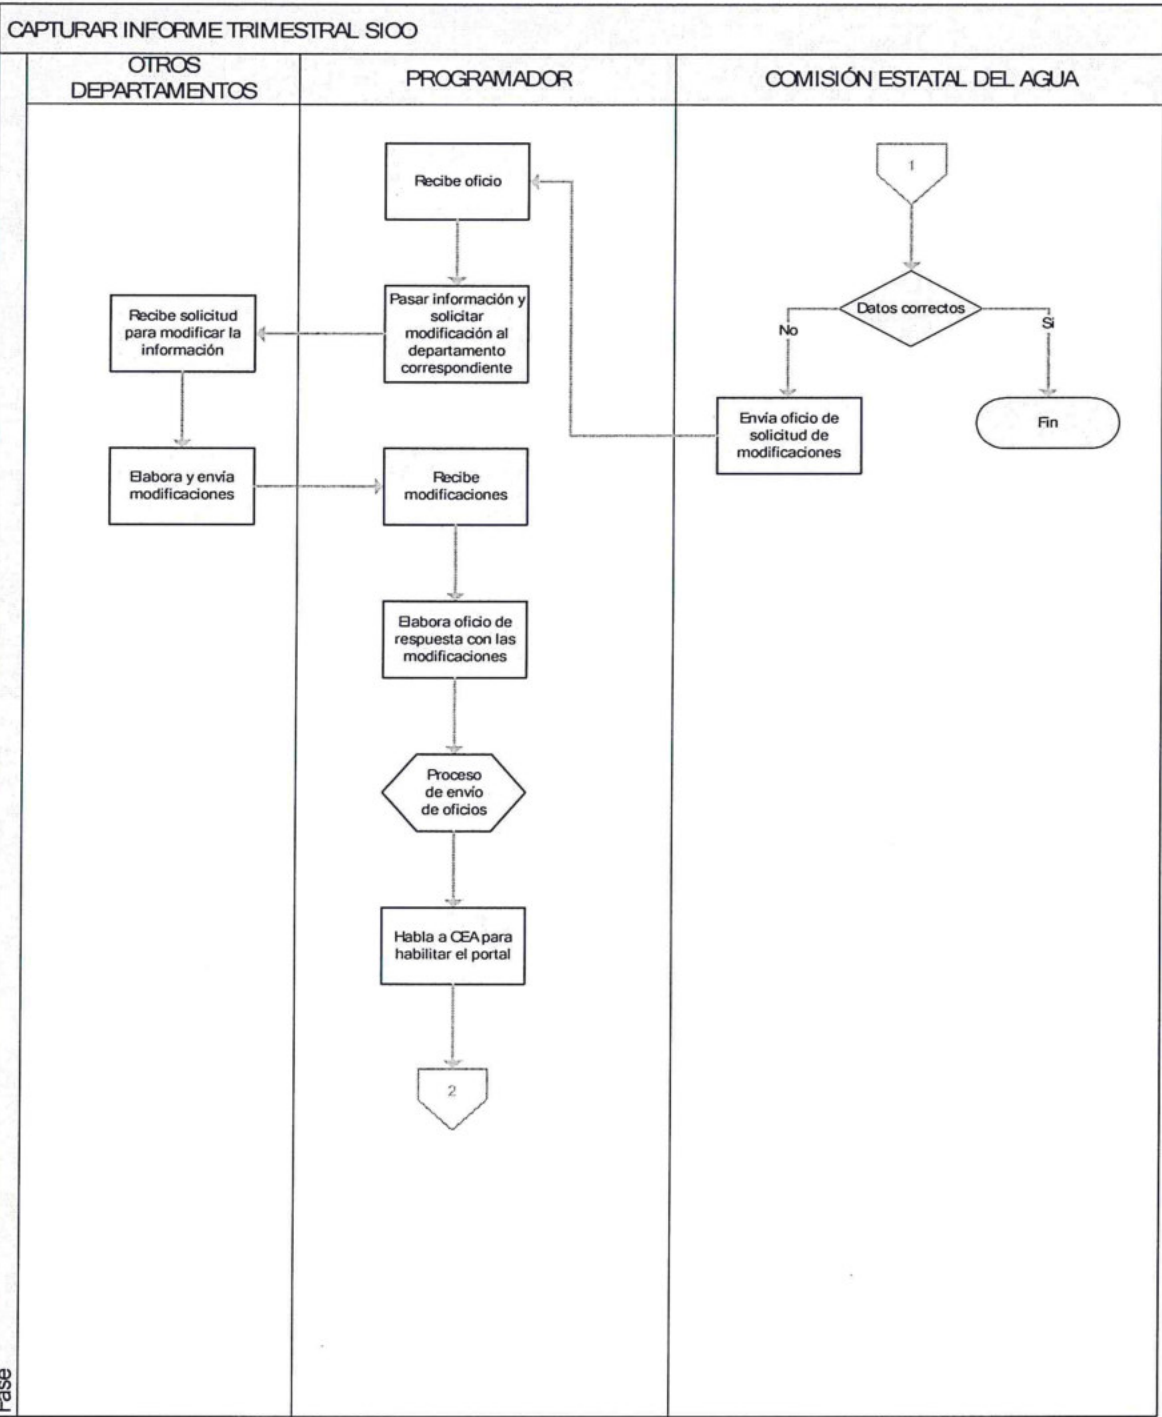 CAPTURAR INFORME TRIMESTRAL SICO
OTROS
DEPARTAMENTOS
PROGRAMADOR
COMISIÓN ESTATAL DEL AGUA
Recibe oficio
1
Pasar información y
solicitar
modificación al
departamento
correspondiente
Recibe solicitud
para modificar la
información
Datos correctos
No
Si
Envía oficio de
solicitud de
modificaciones
Fin
Elabora y envía
modificaciones
Recibe
modificaciones
Elabora oficio de
respuesta con las
modificaciones
Proceso
de envío
de oficios
Habla a CEA para
habilitar el portal
2
Fase